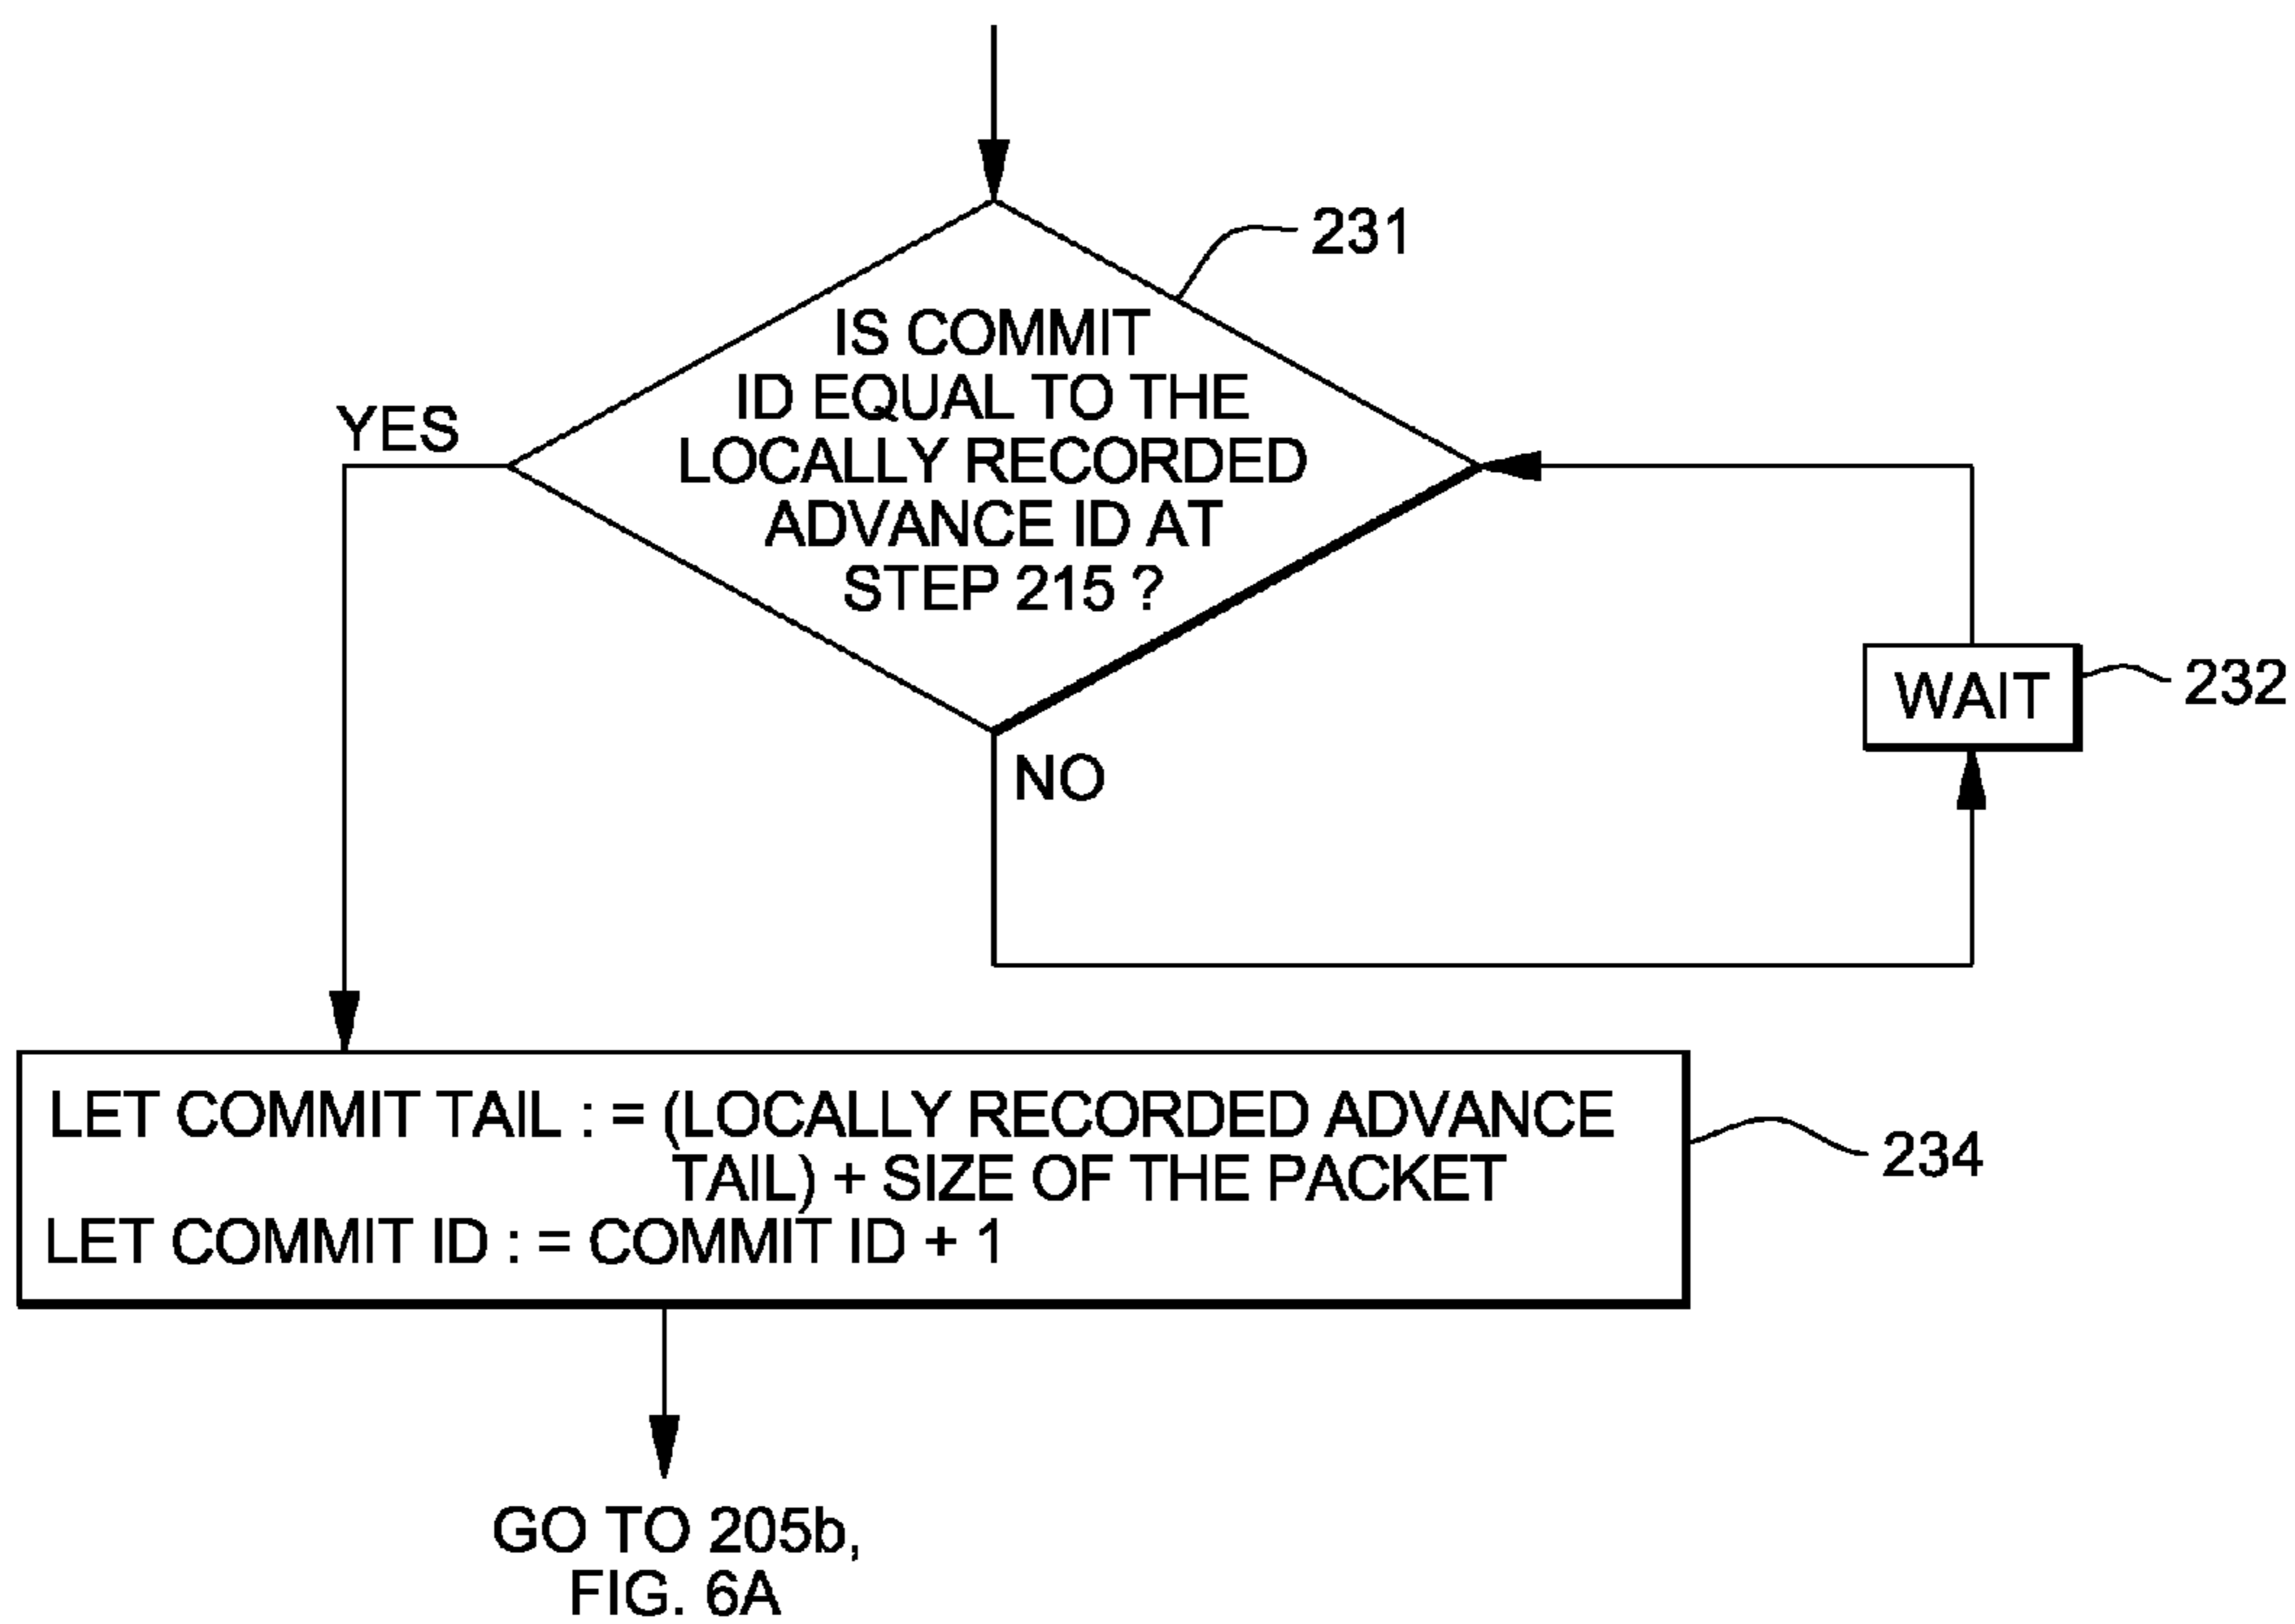 231
IS COMMIT
ID EQUAL TO THE
LOCALLY RECORDED
ADVANCE ID AT
STEP 215 ?
YES
NO
WAIT
232
LET COMMIT TAIL : = (LOCALLY RECORDED ADVANCE
TAIL) + SIZE OF THE PACKET
LET COMMIT ID : = COMMIT ID + 1
234
GO TO 205b,
FIG. 6A